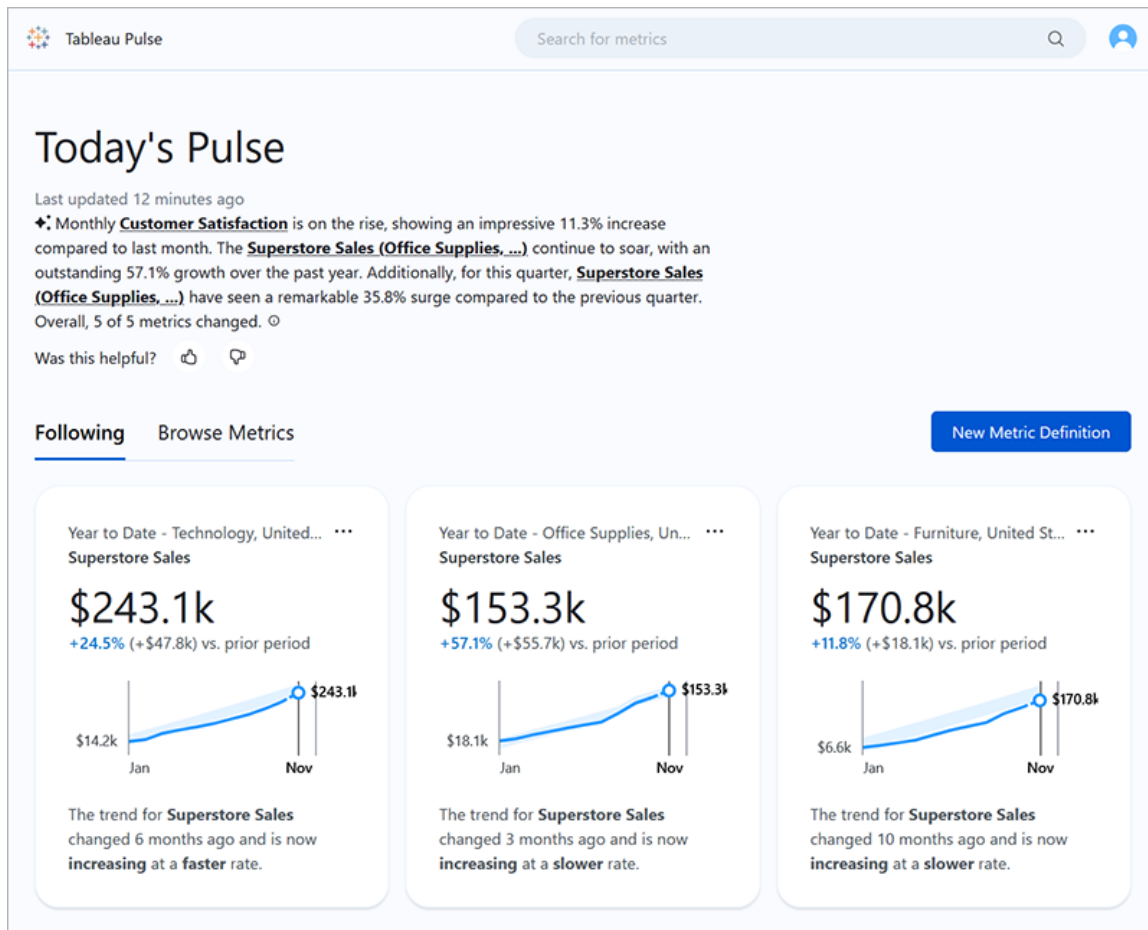 Tableau Pulse
Search for metrics
Today's Pulse
Last updated 12 minutes ago
Monthly Customer Satisfaction is on the rise, showing an impressive 11.3% increase
compared to last month. The Superstore Sales (Office Supplies, ...) continue to soar, with an
outstanding 57.1% growth over the past year. Additionally, for this quarter, Superstore Sales
(Office Supplies, ...) have seen a remarkable 35.8% surge compared to the previous quarter.
Overall, 5 of 5 metrics changed.
Was this helpful?
Following
Browse Metrics
New Metric Definition
Year to Date - Technology, United...
Superstore Sales
$243.1k
+24.5% (+$47.8k) vs. prior period
$243.1k
$14.2k
Jan
Nov
The trend for Superstore Sales
changed 6 months ago and is now
increasing at a faster rate.
Year to Date - Office Supplies, Un...
Superstore Sales
$153.3k
+57.1% (+$55.7k) vs. prior period
$153.3k
$18.1k
Jan
Nov
The trend for Superstore Sales
changed 3 months ago and is now
increasing at a slower rate.
Year to Date - Furniture, United St...
Superstore Sales
$170.8k
+11.8% (+$18.1k) vs. prior period
$170.8k
$6.6k
Jan
Nov
The trend for Superstore Sales
changed 10 months ago and is now
increasing at a slower rate.